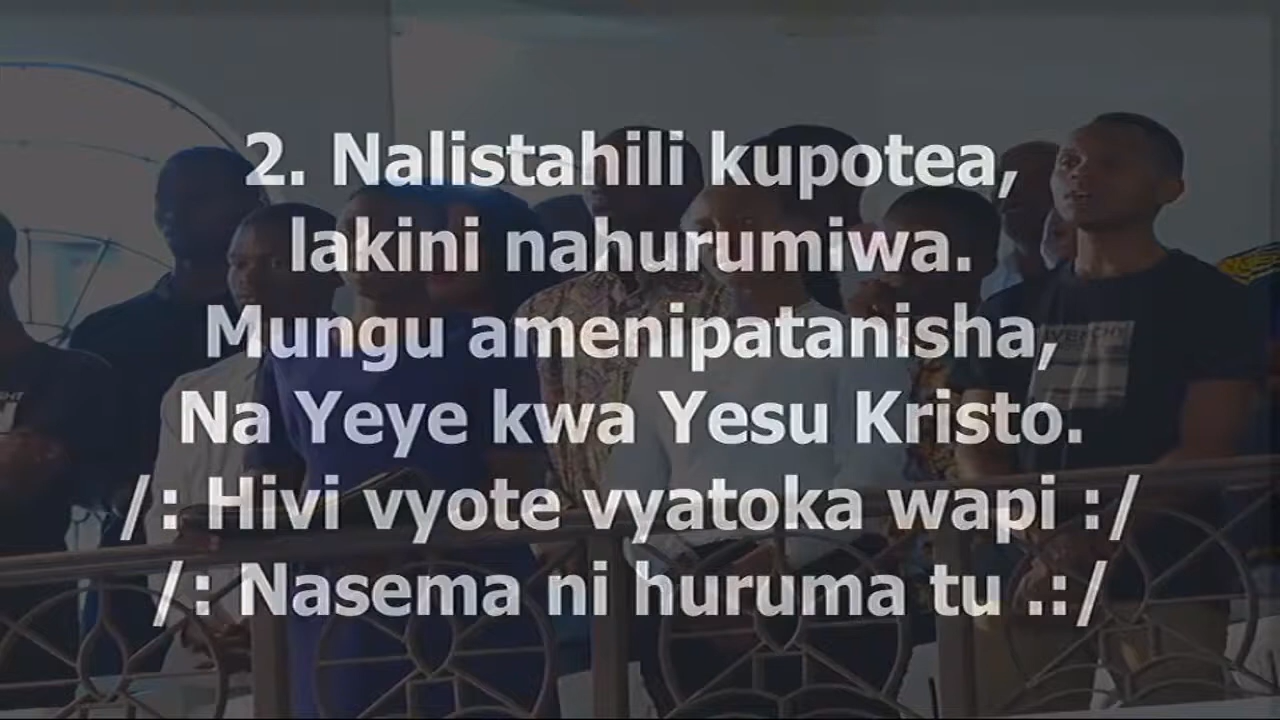 2. Nalistahili kupotea,
lakini nahurumiwa.
Mungu amenipatanisha,
Na Yeye kwa Yesu Kristo.
/: Hivi vyote vyatoka wapi :/
/: Nasema ni huruma tu .:/